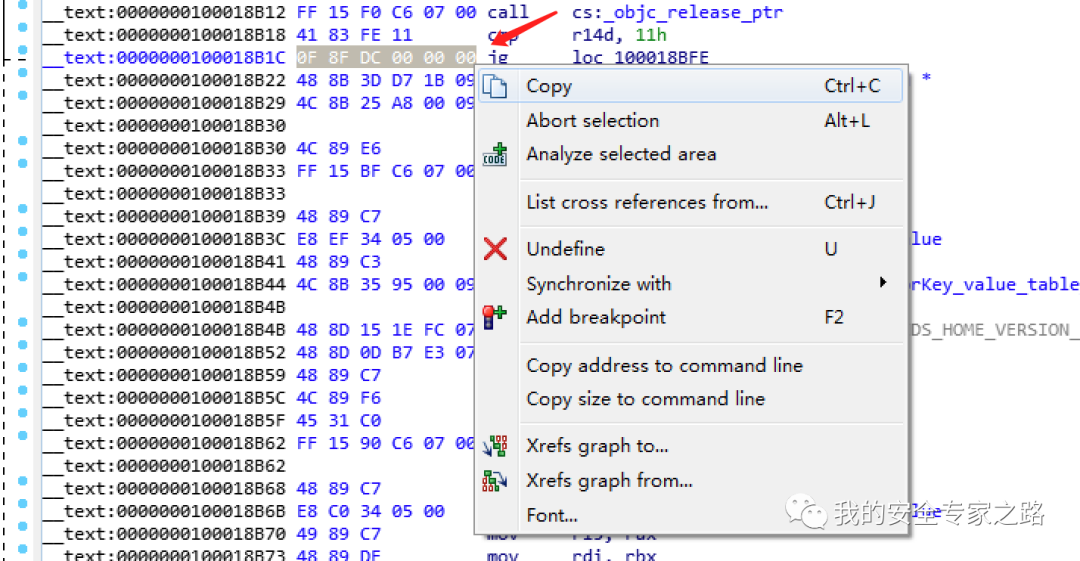 __text:0000000100018B12 FF 15 F0 C6 07 00 call cs:_objc_release_ptr
__text:0000000100018B18 41 83 FE 11 cmp r14d, 11h
__text:0000000100018B1C 0F 8F DC 00 00 00 jg loc_100018BFE
__text:0000000100018B22 48 8B 3D D7 1B 09 *
__text:0000000100018B29 4C 8B 25 A8 00 09
__text:0000000100018B30
__text:0000000100018B30 4C 89 E6
__text:0000000100018B33 FF 15 BF C6 07 00
__text:0000000100018B33
__text:0000000100018B39 48 89 C7
__text:0000000100018B3C E8 EF 34 05 00 lue
__text:0000000100018B41 48 89 C3
__text:0000000100018B44 4C 8B 35 95 00 09 orKey_value_table
__text:0000000100018B4B
__text:0000000100018B4B 48 8D 15 1E FC 07 DS_HOME_VERSION_
__text:0000000100018B52 48 8D 0D B7 E3 07
__text:0000000100018B59 48 89 C7
__text:0000000100018B5C 4C 89 F6
__text:0000000100018B5F 45 31 C0
__text:0000000100018B62 FF 15 90 C6 07 00
__text:0000000100018B62
__text:0000000100018B68 48 89 C7
__text:0000000100018B6B E8 C0 34 05 00
__text:0000000100018B70 49 89 C7 mov r15, rax
__text:0000000100018B73 48 89 DF mov rdi, rbx
Copy Ctrl+C
Abort selection Alt+L
CODE
Analyze selected area
List cross references from... Ctrl+J
Undefine U
Synchronize with
Add breakpoint F2
Copy address to command line
Copy size to command line
Xrefs graph to...
Xrefs graph from...
Font...
我的安全专家之路